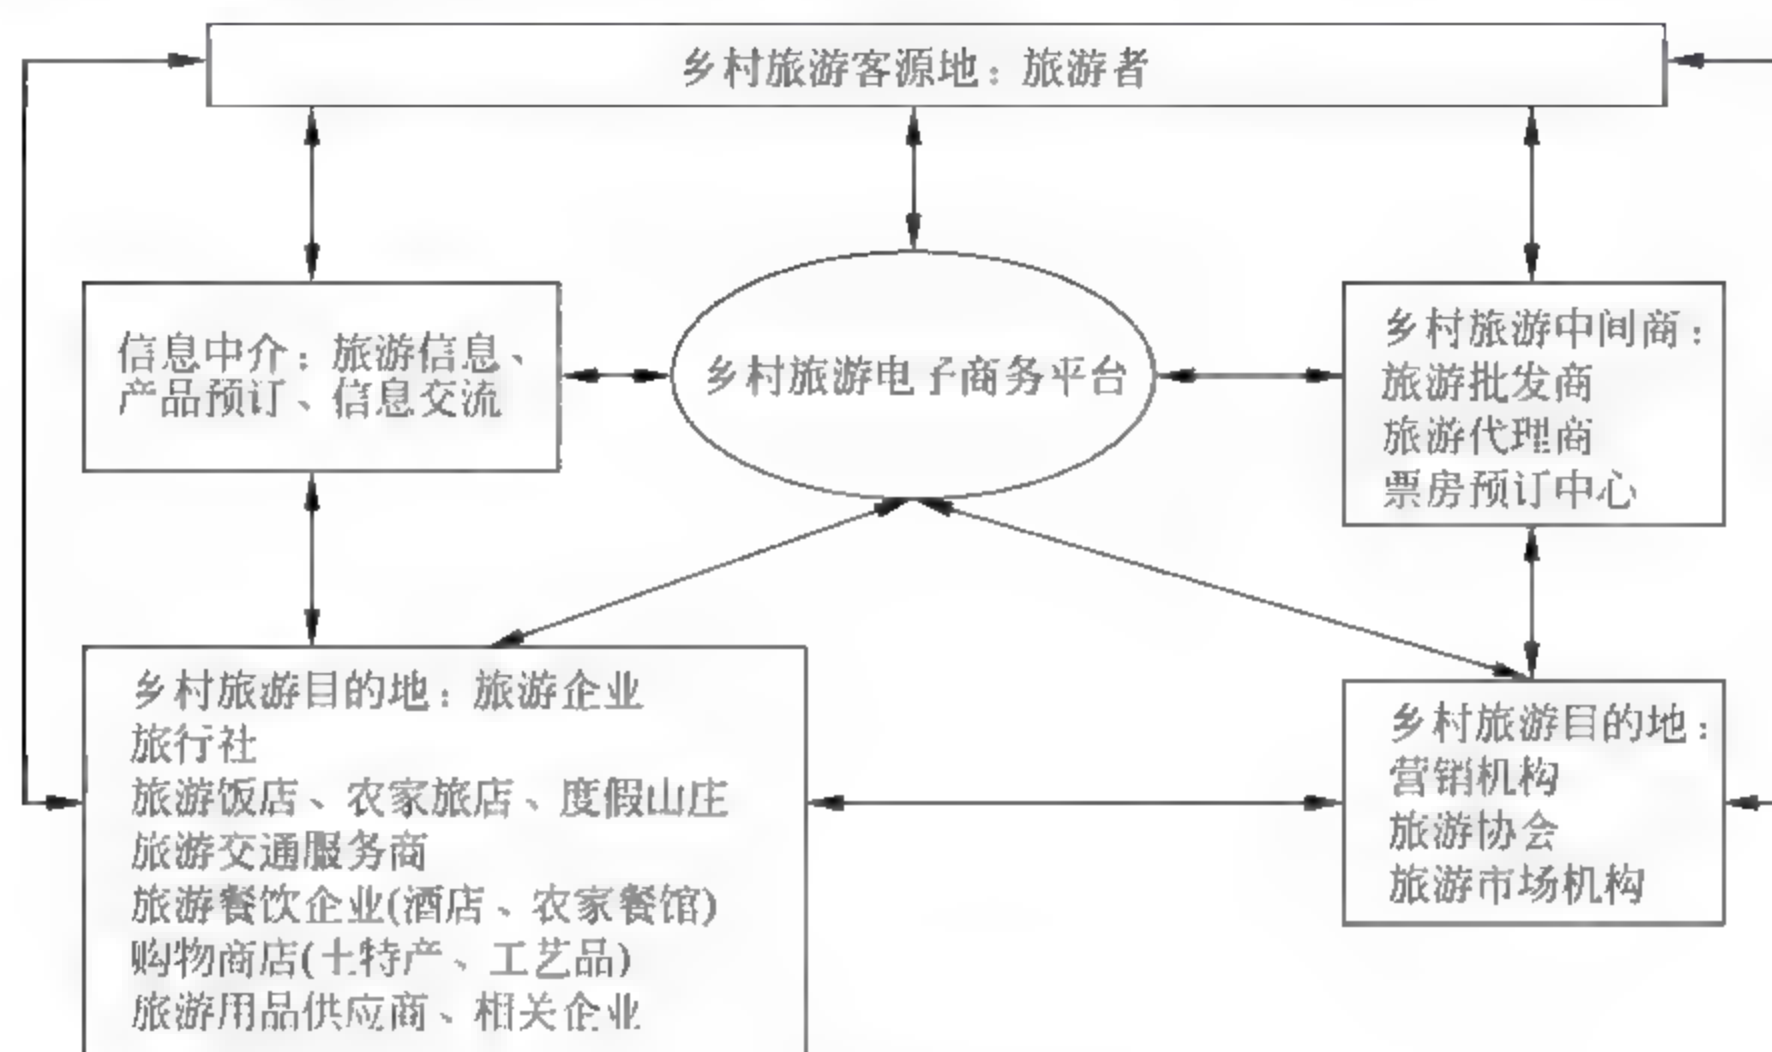 乡村旅游客源地：旅游者
信息中介：旅游信息、
产品预订、信息交流
乡村旅游电子商务平台
乡村旅游中间商：
旅游批发商
旅游代理商
票房预订中心
乡村旅游目的地：旅游企业
旅行社
旅游饭店、农家旅店、度假山庄
旅游交通服务商
旅游餐饮企业(酒店、农家餐馆)
购物商店(土特产、工艺品)
旅游用品供应商、相关企业
乡村旅游目的地：
营销机构
旅游协会
旅游市场机构